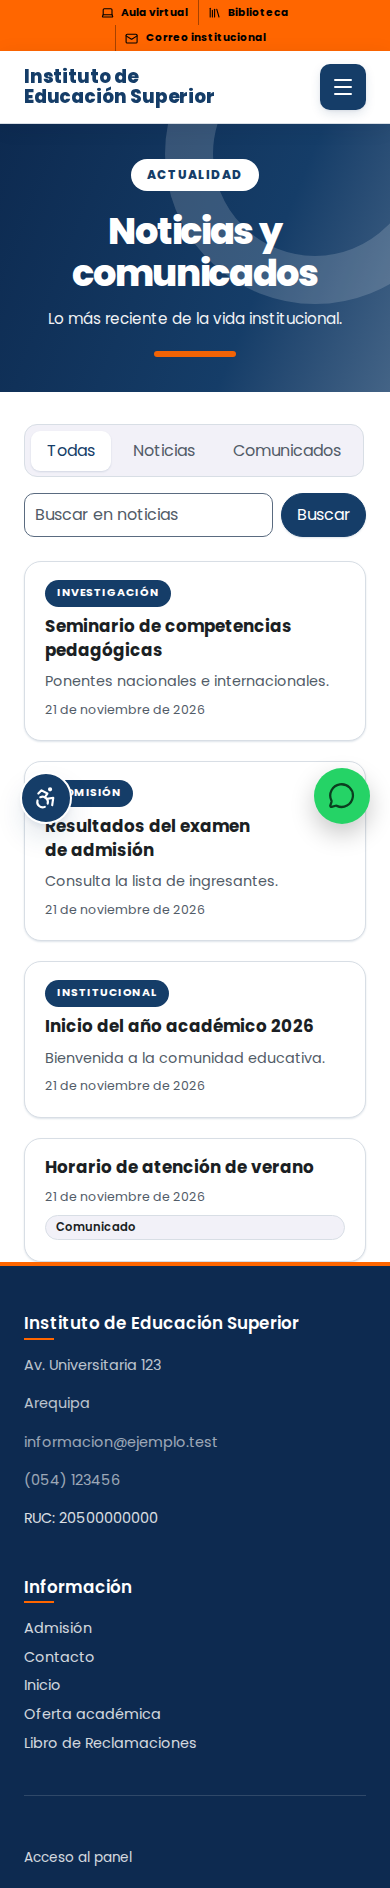 Aula virtual
Biblioteca
Correo institucional
Instituto de
Educación Superior
ACTUALIDAD
Noticias y
comunicados
Lo más reciente de la vida institucional.
Todas
Noticias
Comunicados
Buscar en noticias
Buscar
INVESTIGACIÓN
Seminario de competencias
pedagógicas
Ponentes nacionales e internacionales.
21 de noviembre de 2026
Resultados del examen
de admisión
Consulta la lista de ingresantes.
21 de noviembre de 2026
INSTITUCIONAL
Inicio del año académico 2026
Bienvenida a la comunidad educativa.
21 de noviembre de 2026
Horario de atención de verano
21 de noviembre de 2026
Comunicado
Instituto de Educación Superior
Av. Universitaria 123
Arequipa
informacion@ejemplo.test
(054) 123456
RUC: 20500000000
Información
Admisión
Contacto
Inicio
Oferta académica
Libro de Reclamaciones
Acceso al panel